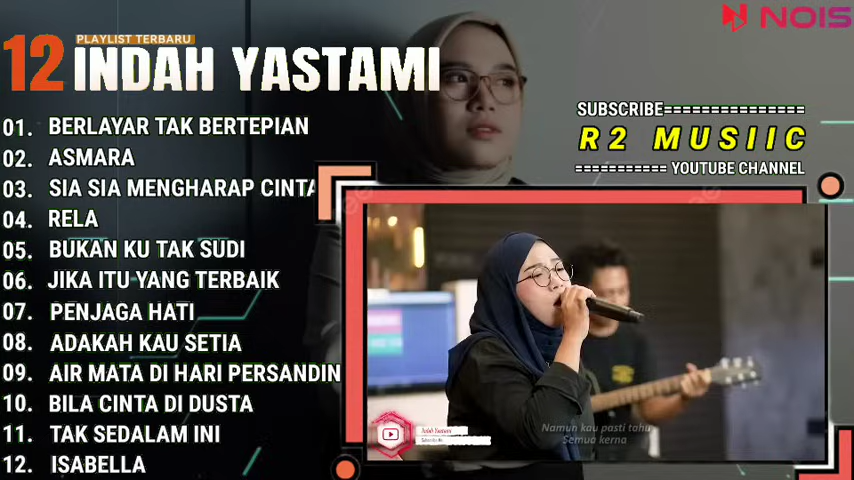 NOIS
PLAYLIST TERBARU
12 INDAH YASTAMI
SUBSCRIBE===============
R2 MUSIIC
=========== YOUTUBE CHANNEL
01. BERLAYAR TAK BERTEPIAN
02. ASMARA
03. SIA SIA MENGHARAP CINTA
04. RELA
05. BUKAN KU TAK SUDI
06. JIKA ITU YANG TERBAIK
07. PENJAGA HATI
08. ADAKAH KAU SETIA
09. AIR MATA DI HARI PERSANDIN
10. BILA CINTA DI DUSTA
11. TAK SEDALAM INI
12. ISABELLA
Namun kau pasti tahu
Semua kerna